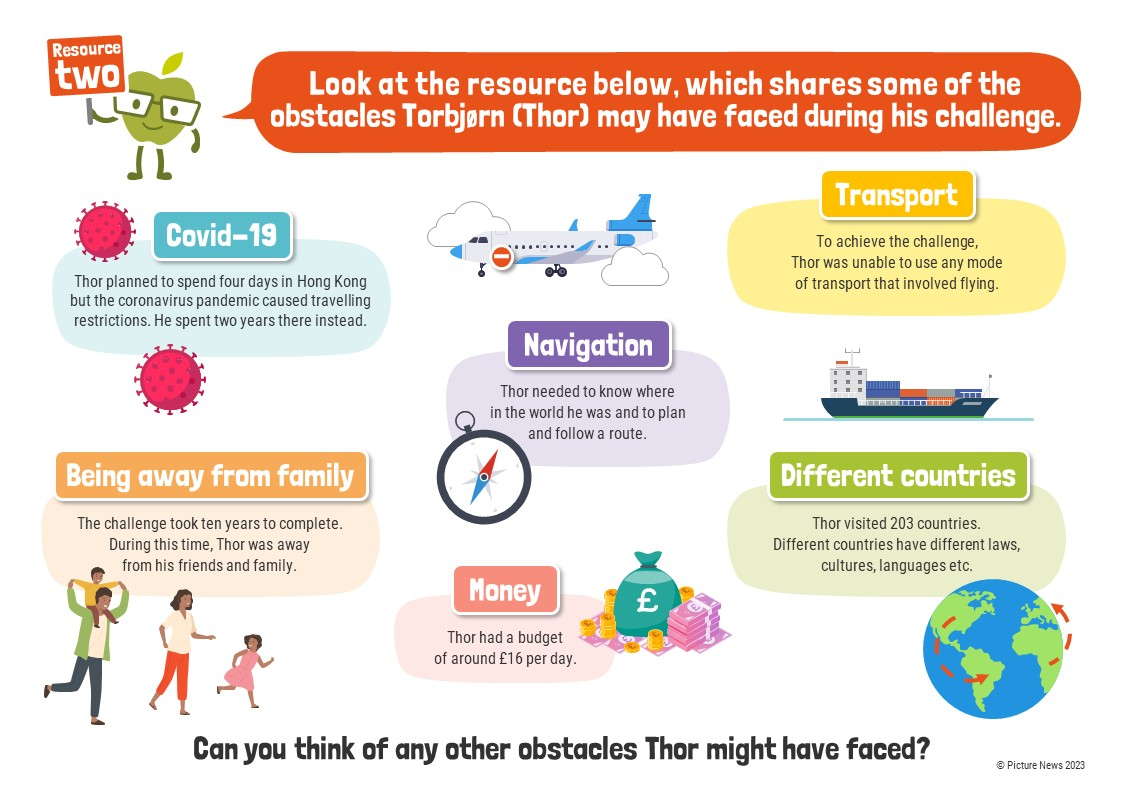 Resource
two
Look at the resource below, which shares some of the
obstacles Torbjørn (Thor) may have faced during his challenge.
Covid-19
Thor planned to spend four days in Hong Kong
but the coronavirus pandemic caused travelling
restrictions. He spent two years there instead.
Transport
To achieve the challenge,
Thor was unable to use any mode
of transport that involved flying.
Navigation
Thor needed to know where
in the world he was and to plan
and follow a route.
Being away from family
The challenge took ten years to complete.
During this time, Thor was away
from his friends and family.
Different countries
Thor visited 203 countries.
Different countries have different laws,
cultures, languages etc.
Money
Thor had a budget
of around £16 per day.
£
Can you think of any other obstacles Thor might have faced?
© Picture News 2023